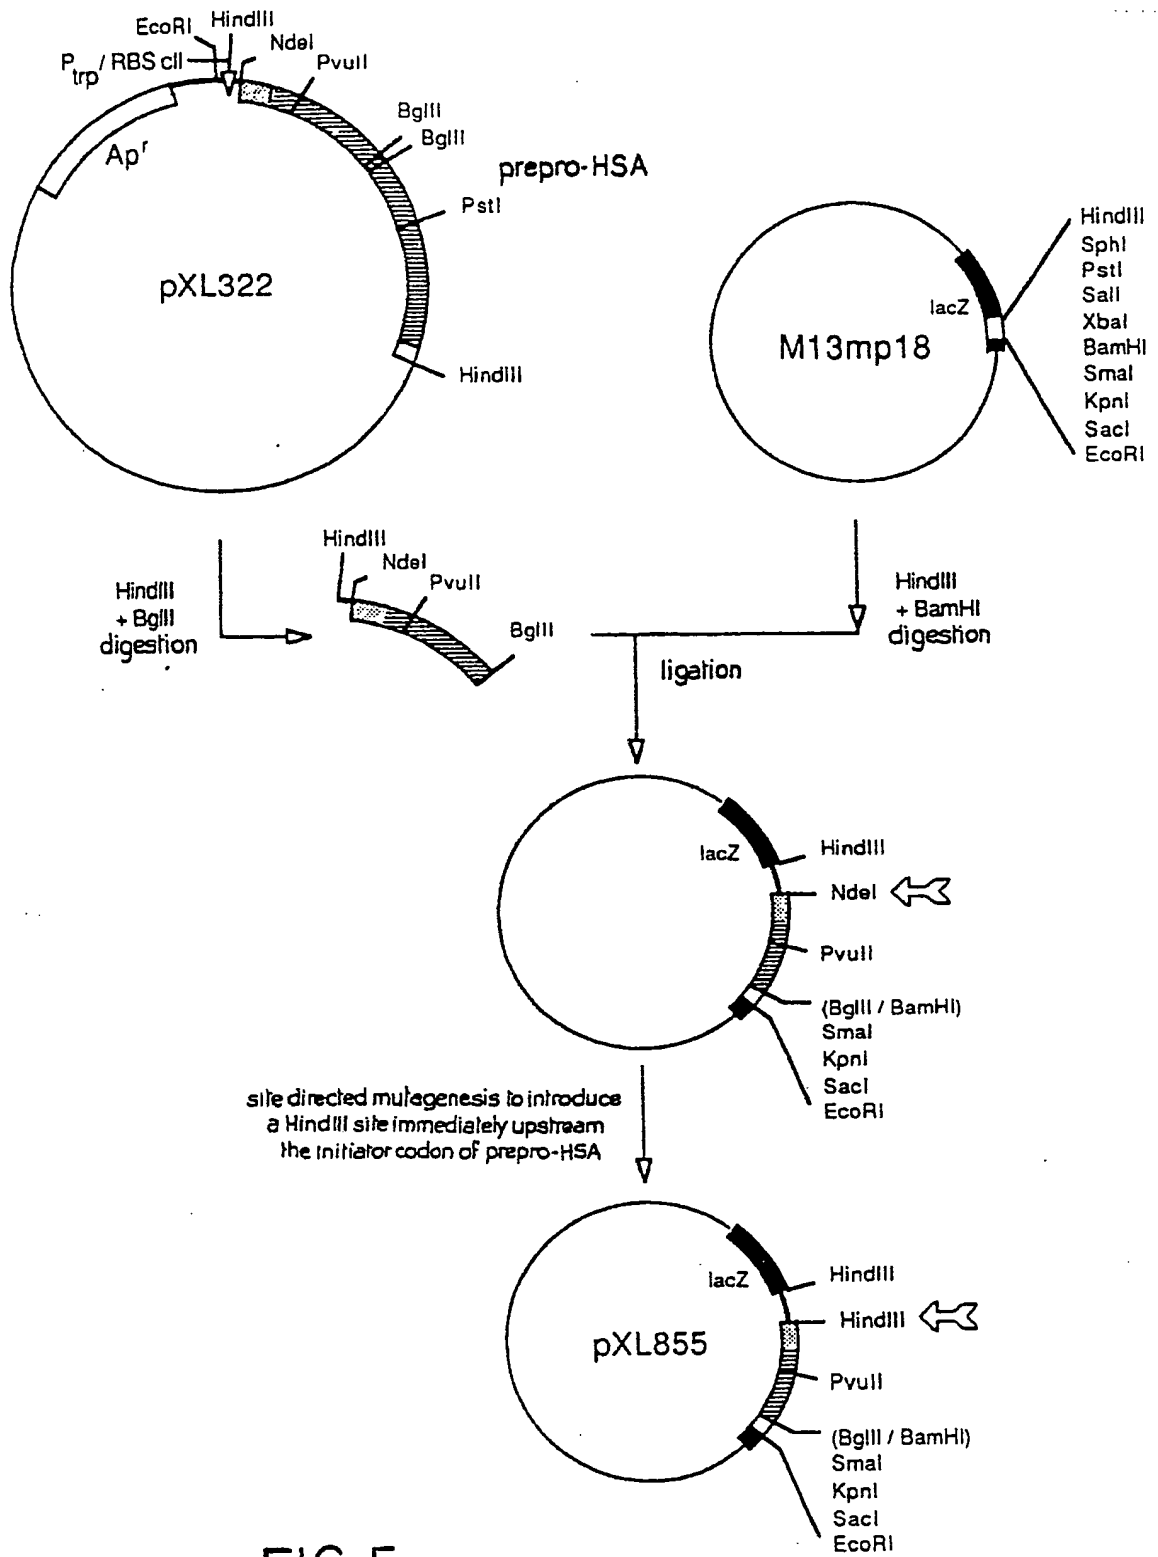 EcoRI
HindIII
NdeI
Ptrp/ RBS cII
PvuII
BglII
BglII
prepro-HSA
PstI
Apr
pXL322
HindIII
M13mp18
lacZ
HindIII
SphI
PstI
SalI
XbaI
BamHI
SmaI
KpnI
SacI
EcoRI
HindIII
+ BglII
digestion
HindIII
NdeI
PvuII
BglII
HindIII
+ BamHI
digestion
ligation
lacZ
HindIII
NdeI
PvuII
(BglII / BamHI)
SmaI
KpnI
SacI
EcoRI
site directed mutagenesis to introduce
a HindIII site immediately upstream
the initiator codon of prepro-HSA
lacZ
HindIII
HindIII
pXL855
PvuII
(BglII / BamHI)
SmaI
KpnI
SacI
EcoRI